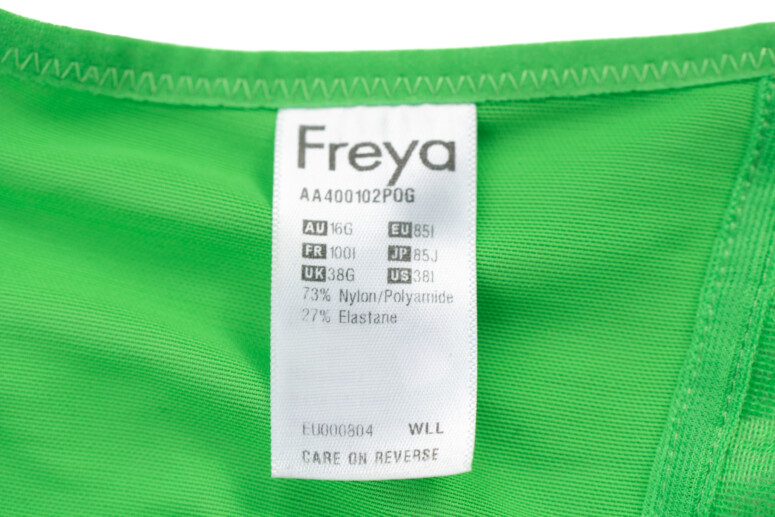 Freya
AA400102POG
AU 16G EU 85I
FR 100I JP 85J
UK 38G US 38I
73% Nylon/Polyamide
27% Elastane
EU000804 WLL
CARE ON REVERSE